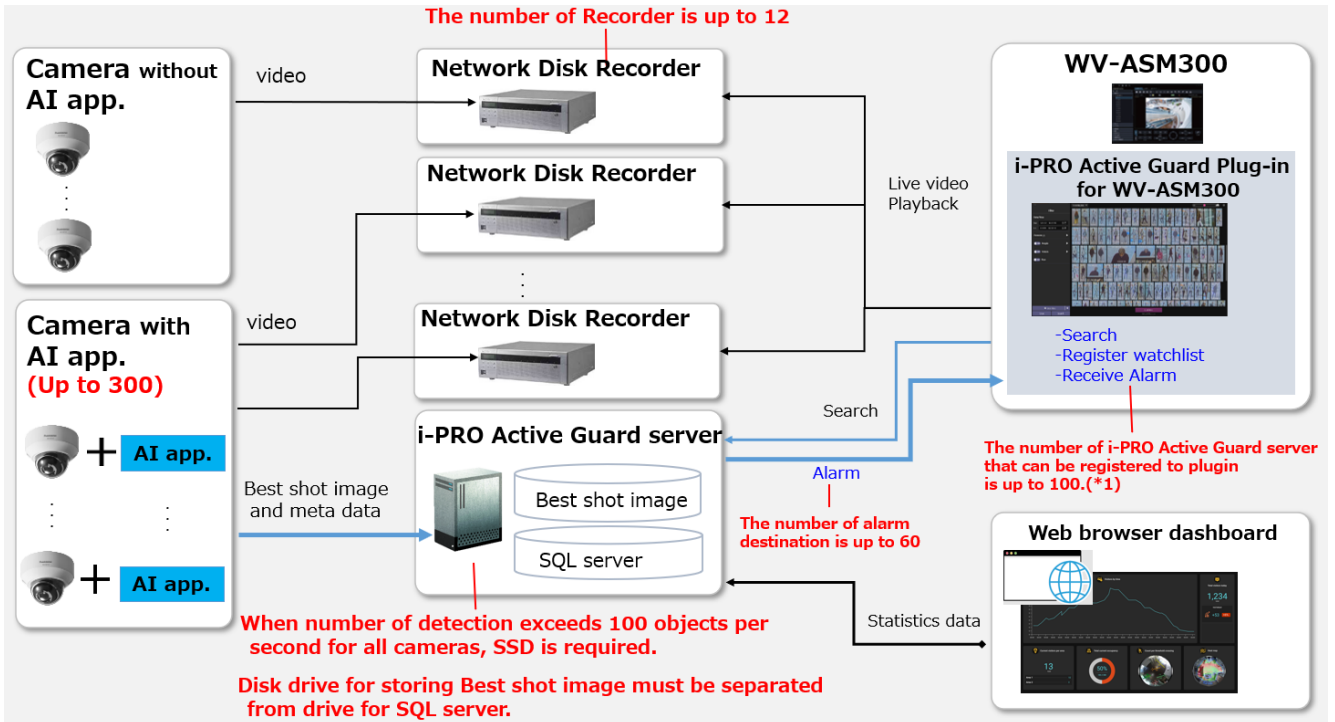 The number of Recorder is up to 12
Camera without
AI app.
video
Network Disk Recorder
Network Disk Recorder
Live video
Playback
WV-ASM300
i-PRO Active Guard Plug-in
for WV-ASM300
-Search
-Register watchlist
-Receive Alarm
Camera with
AI app.
(Up to 300)
video
Network Disk Recorder
+ AI app.
+ AI app.
Best shot image
and meta data
i-PRO Active Guard server
Best shot image
SQL server
Search
Alarm
The number of alarm
destination is up to 60
The number of i-PRO Active Guard server
that can be registered to plugin
is up to 100.(*1)
When number of detection exceeds 100 objects per
second for all cameras, SSD is required.
Disk drive for storing Best shot image must be separated
from drive for SQL server.
Statistics data
Web browser dashboard
1,234
13
50%